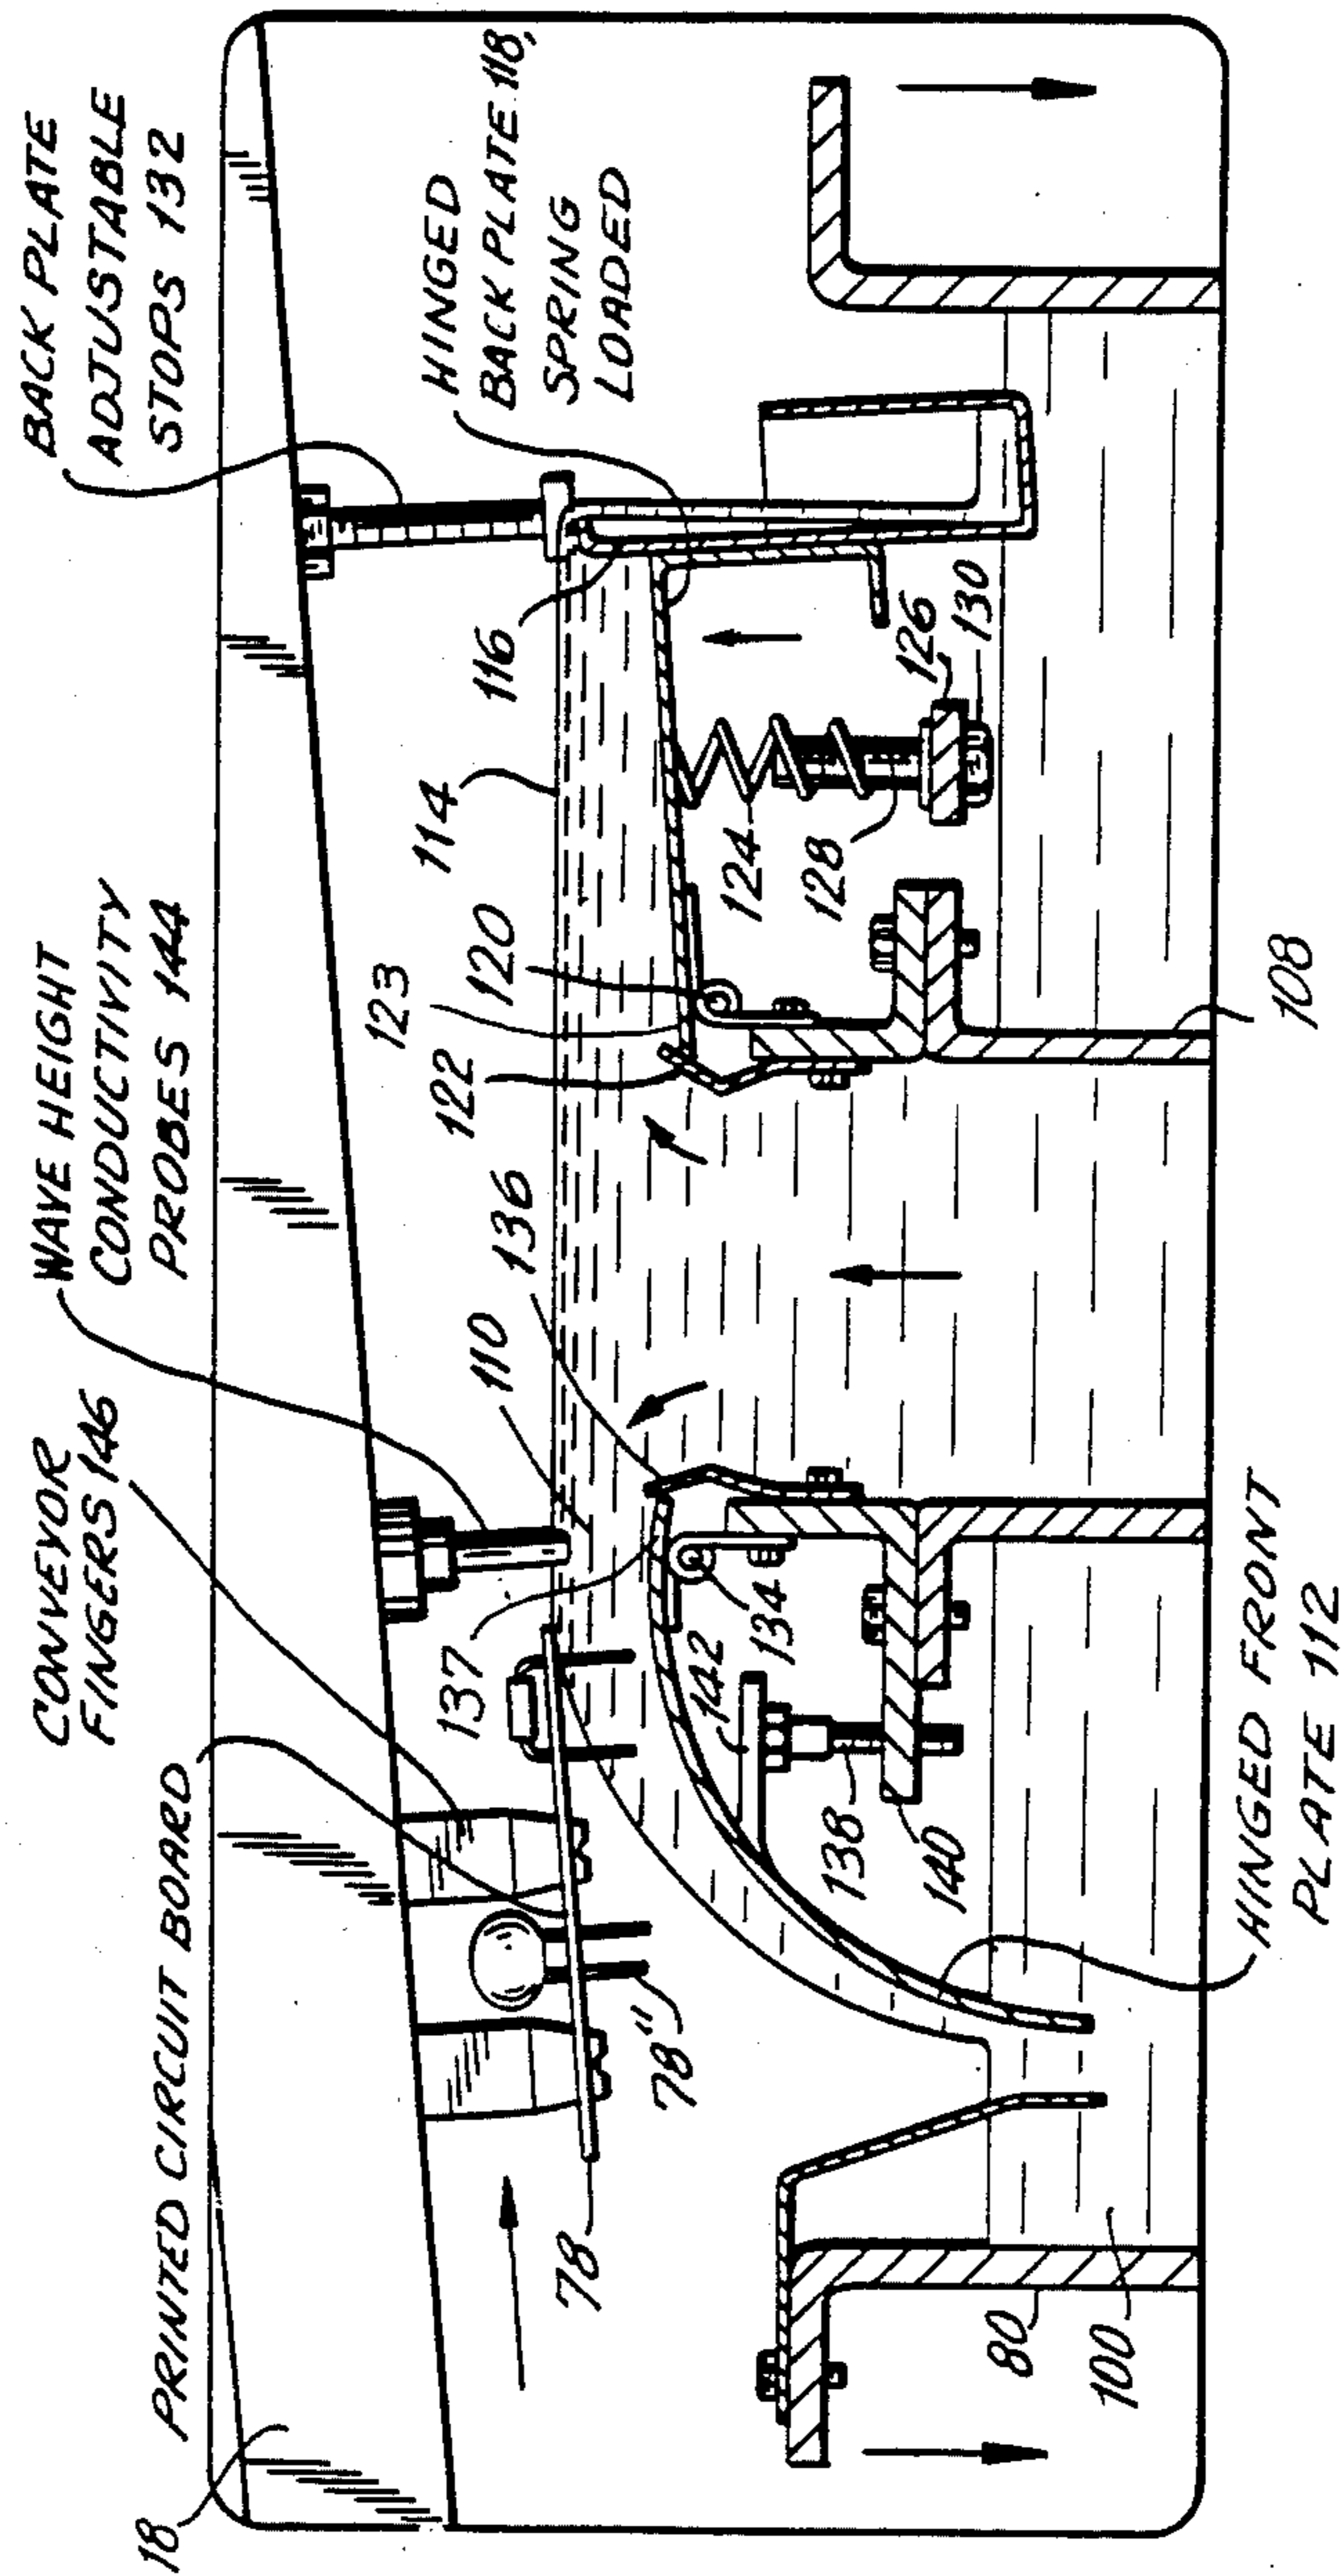 BACK PLATE
ADJUSTABLE
STOPS 132
WAVE HEIGHT
CONDUCTIVITY
PROBES 144
CONVEYOR
FINGERS 146
PRINTED CIRCUIT BOARD
18
HINGED
BACK PLATE 118,
SPRING
LOADED
116
114
123
120
122
136
110
137
78"
78
124
128
126
130
134
142
138
140
108
80
100
HINGED FRONT
PLATE 112